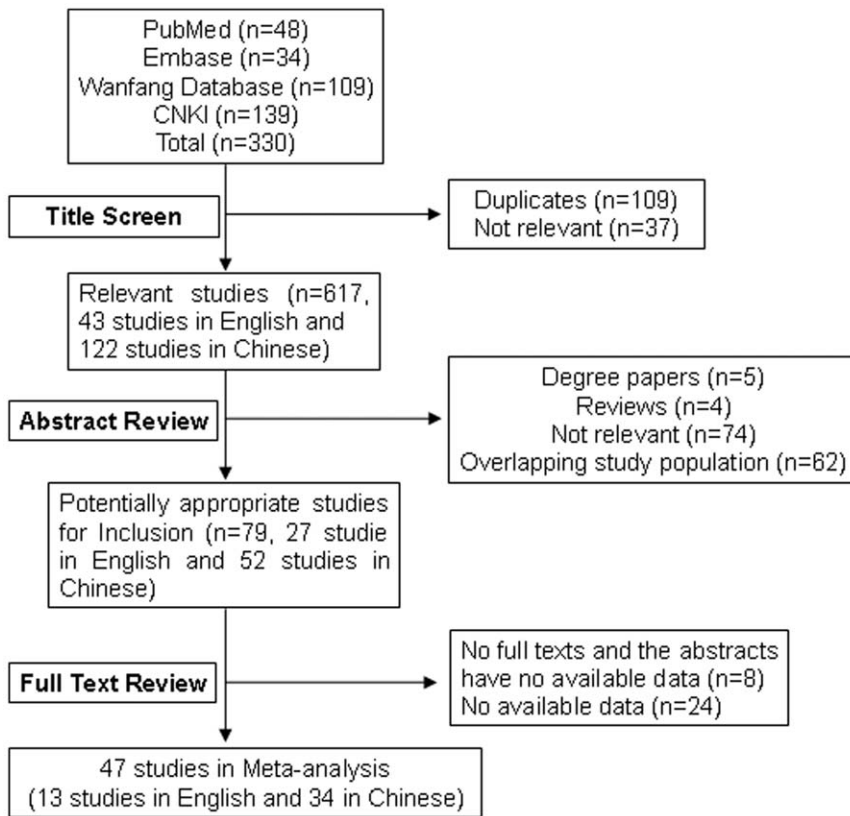 PubMed (n=48)
Embase (n=34)
Wanfang Database (n=109)
CNKI (n=139)
Total (n=330)
Title Screen
Duplicates (n=109)
Not relevant (n=37)
Relevant studies (n=617,
43 studies in English and
122 studies in Chinese)
Abstract Review
Degree papers (n=5)
Reviews (n=4)
Not relevant (n=74)
Overlapping study population (n=62)
Potentially appropriate studies
for Inclusion (n=79, 27 studie
in English and 52 studies in
Chinese)
Full Text Review
No full texts and the abstracts
have no available data (n=8)
No available data (n=24)
47 studies in Meta-analysis
(13 studies in English and 34 in Chinese)